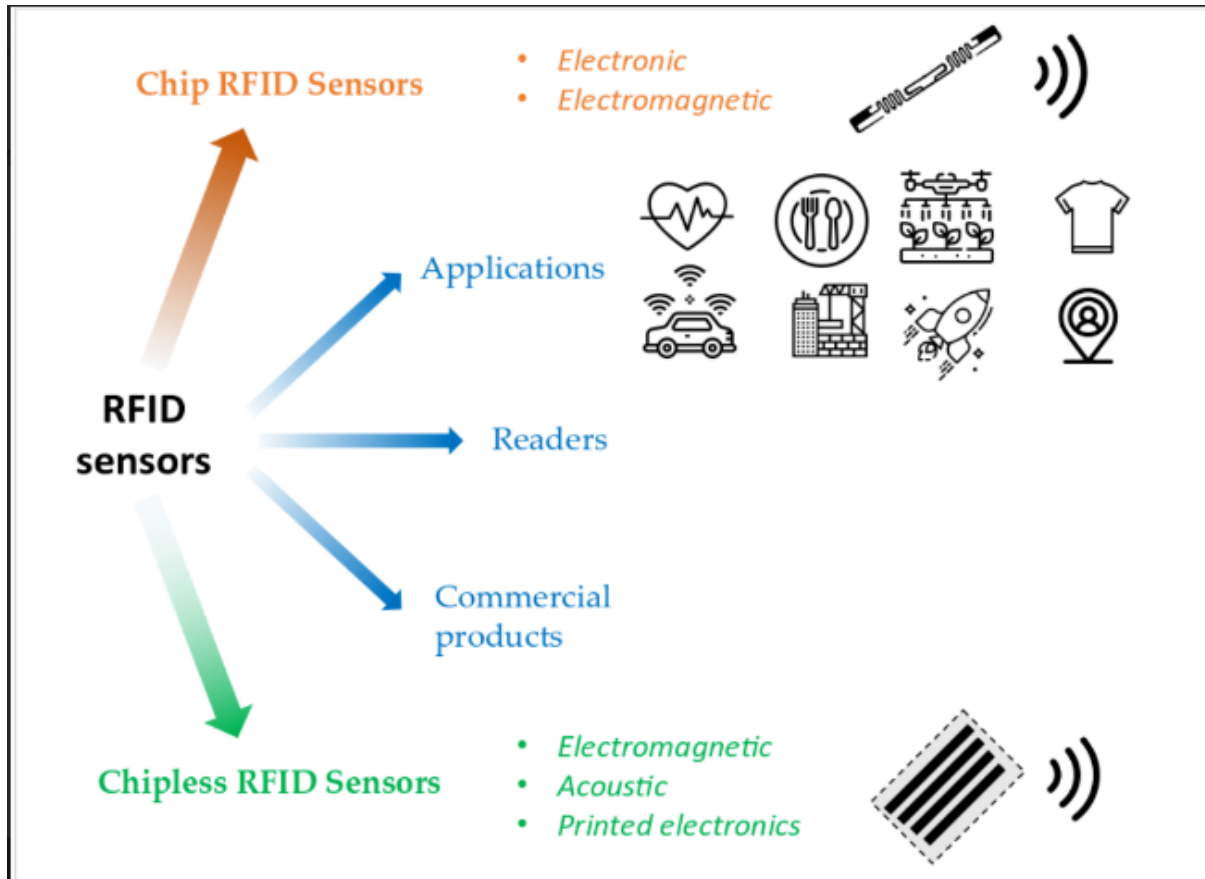 Chip RFID Sensors
• Electronic
• Electromagnetic
Applications
RFID
sensors
Readers
Commercial
products
Chipless RFID Sensors
• Electromagnetic
• Acoustic
• Printed electronics